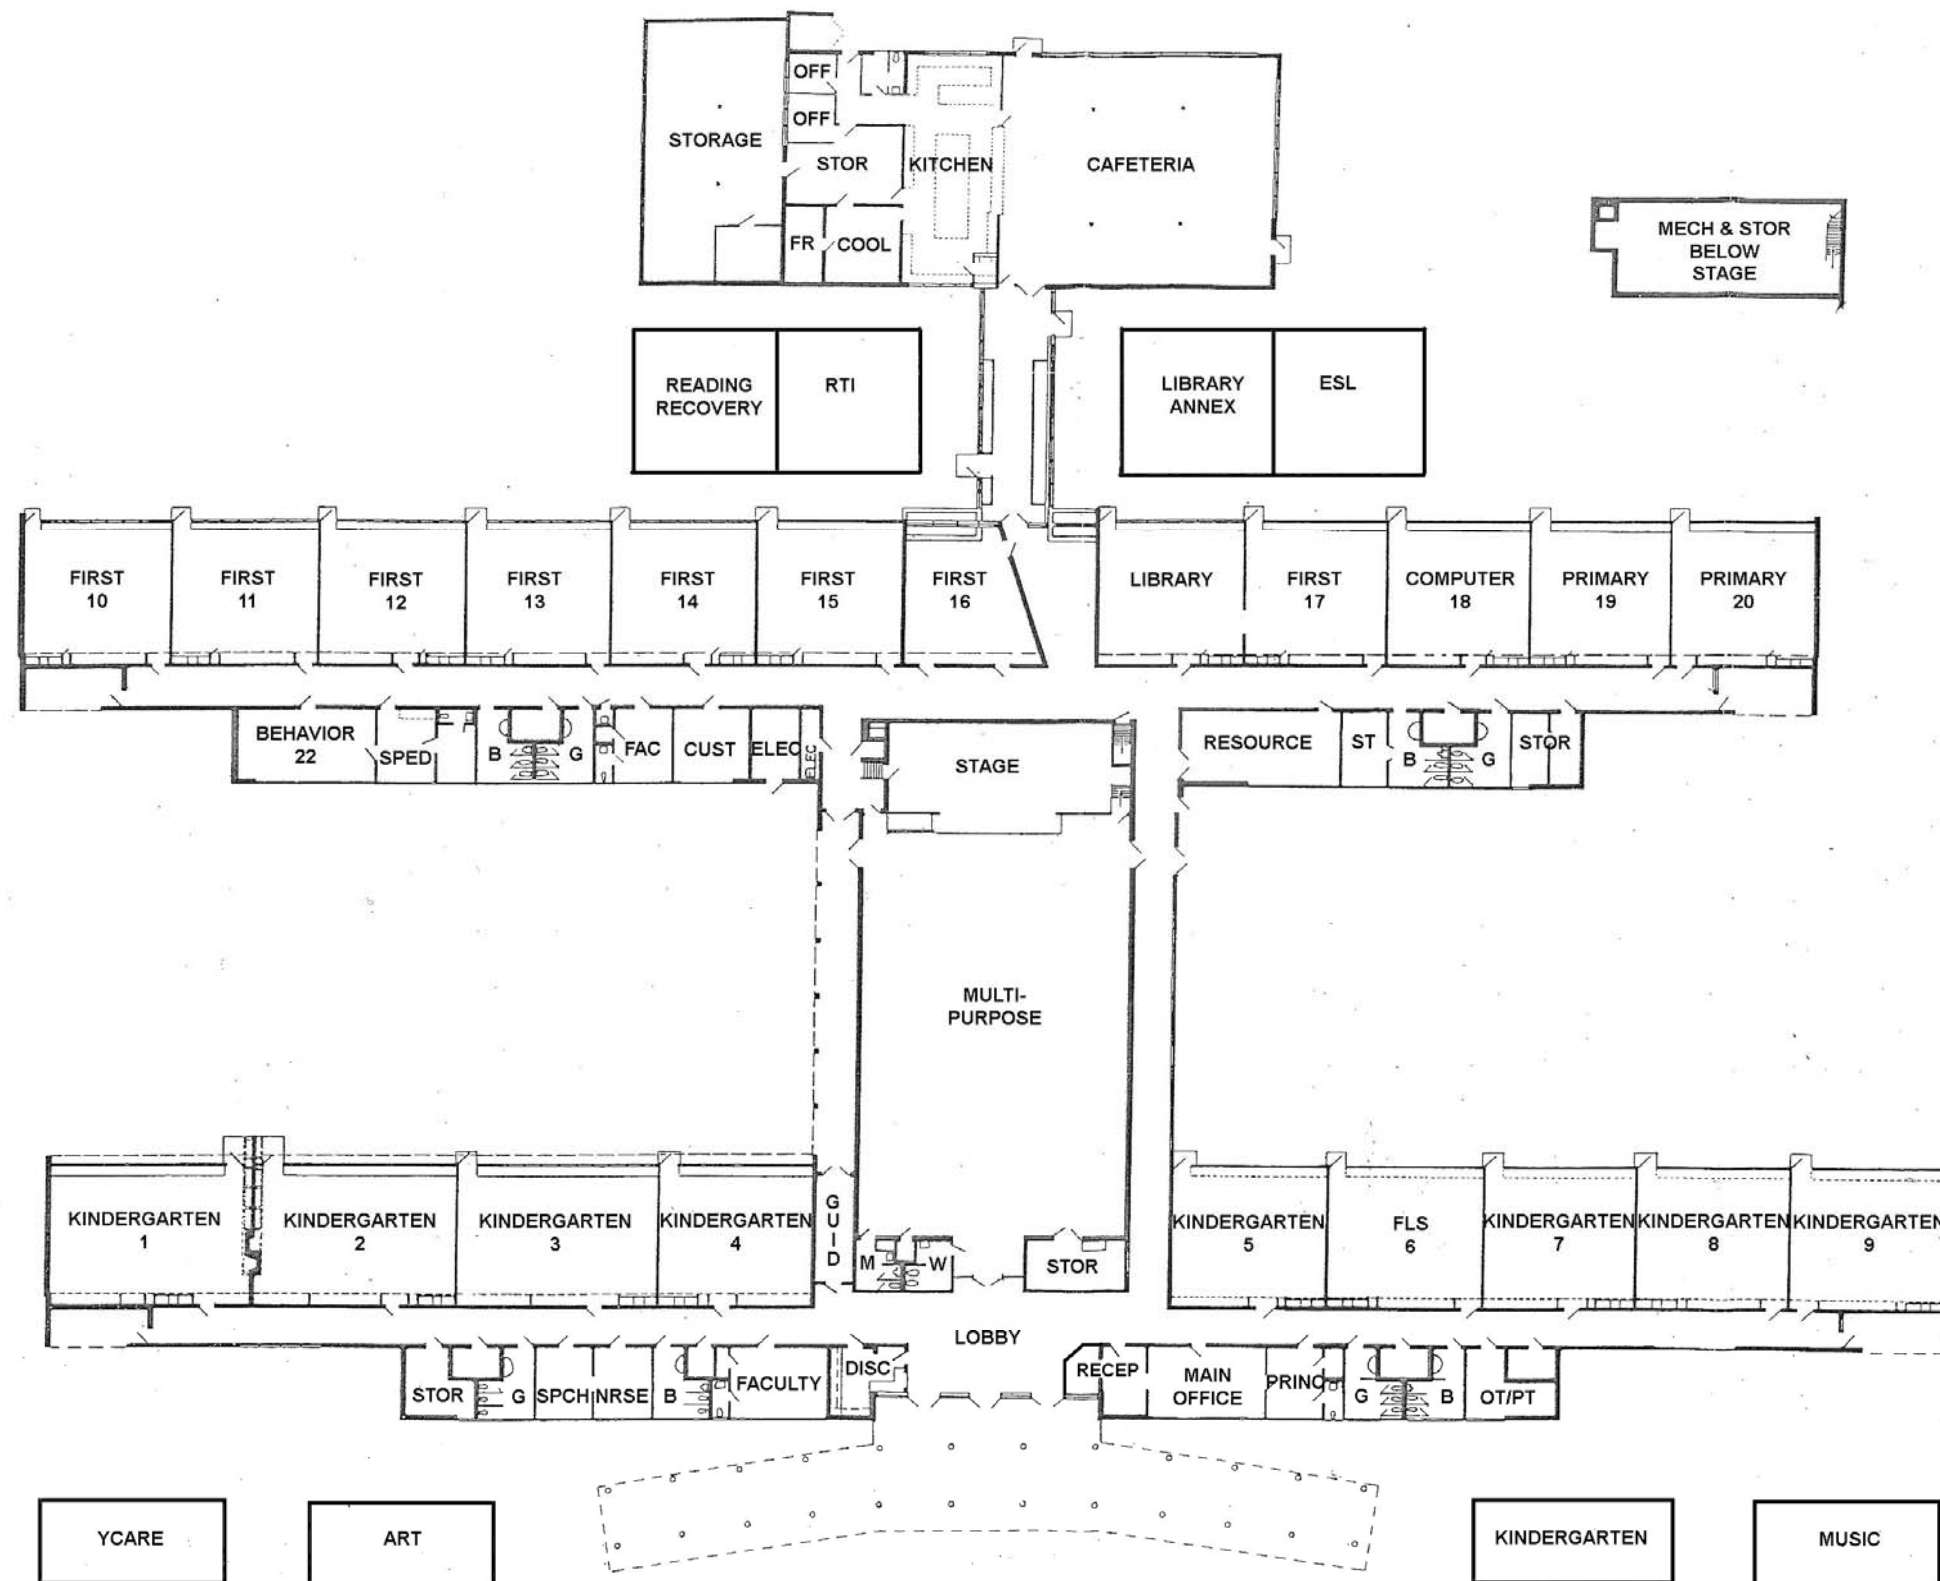 OFF
OFF
STORAGE
STOR
KITCHEN
CAFETERIA
FR
COOL
MECH & STOR
BELOW
STAGE
READING
RECOVERY
RTI
LIBRARY
ANNEX
ESL
FIRST
10
FIRST
11
FIRST
12
FIRST
13
FIRST
14
FIRST
15
FIRST
16
LIBRARY
FIRST
17
COMPUTER
18
PRIMARY
19
PRIMARY
20
BEHAVIOR
22
SPED
B
G
FAC
CUST
ELEC
ELEC
STAGE
RESOURCE
ST
B
G
STOR
MULTI-
PURPOSE
KINDERGARTEN
1
KINDERGARTEN
2
KINDERGARTEN
3
KINDERGARTEN
4
GUID
M
W
STOR
KINDERGARTEN
5
FLS
6
KINDERGARTEN
7
KINDERGARTEN
8
KINDERGARTEN
9
LOBBY
STOR
G
SPCH
NRSE
B
FACULTY
DISC
RECEP
MAIN
OFFICE
PRINC
G
B
OT/PT
YCARE
ART
KINDERGARTEN
MUSIC